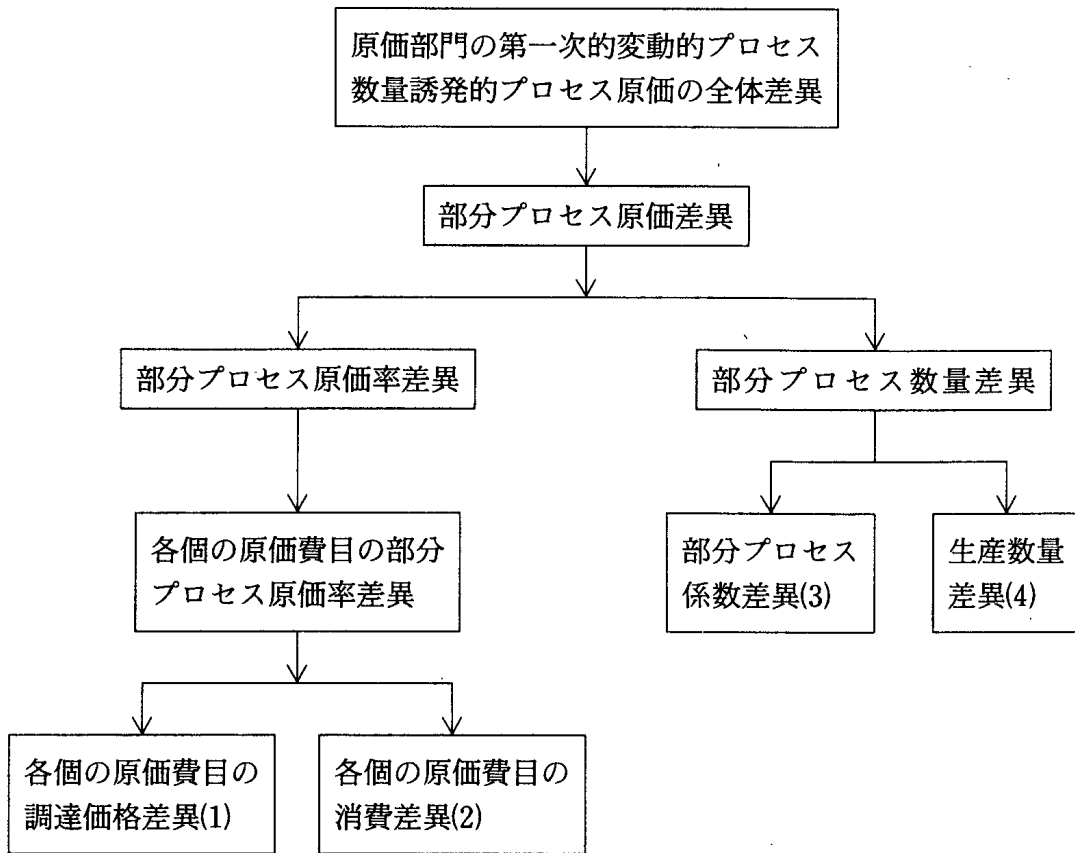 原価部門の第一次的変動的プロセス
数量誘発的プロセス原価の全体差異
部分プロセス原価差異
部分プロセス原価率差異
部分プロセス数量差異
各個の原価費目の部分
プロセス原価率差異
部分プロセス
係数差異(3)
生産数量
差異(4)
各個の原価費目の
調達価格差異(1)
各個の原価費目の
消費差異(2)